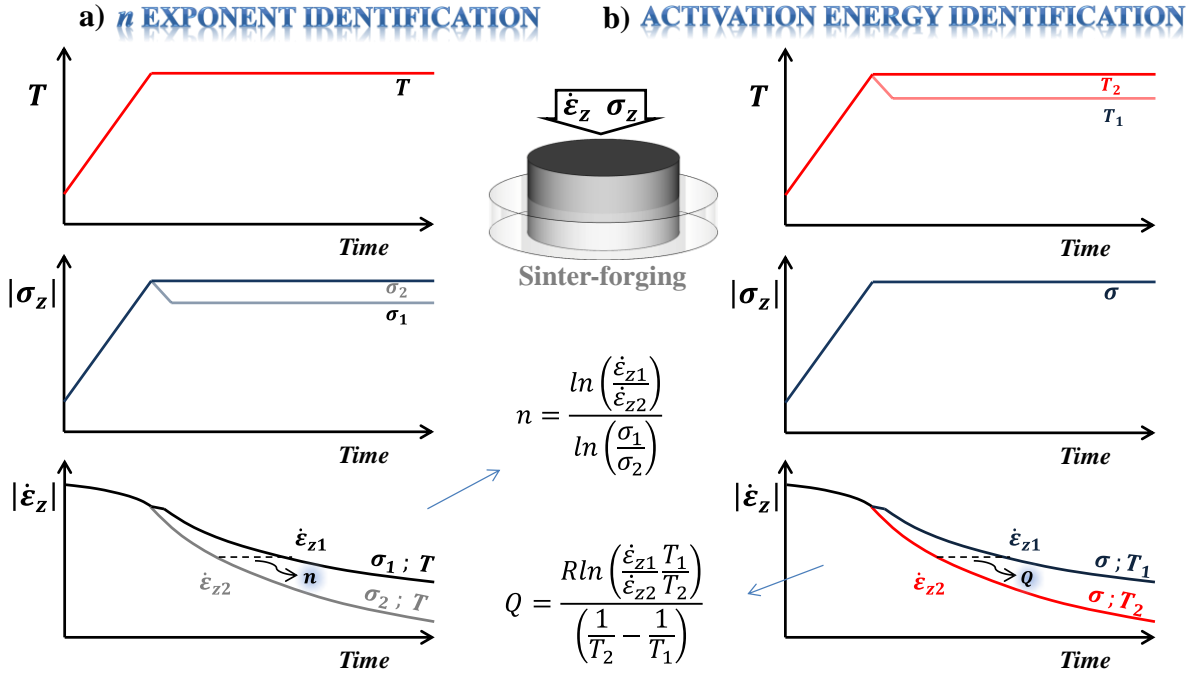 a) n EXPONENT IDENTIFICATION
T
T
Time
|σz|
σ2
σ1
Time
|ε̇z|
ε̇z1
n
ε̇z2
σ1 ; T
σ2 ; T
Time
ε̇z σz
Sinter-forging
n = ln(ε̇z1/ε̇z2) / ln(σ1/σ2)
Q = Rln(ε̇z1/ε̇z2 T1/T2) / (1/T2 − 1/T1)
b) ACTIVATION ENERGY IDENTIFICATION
T
T2
T1
Time
|σz|
σ
Time
|ε̇z|
ε̇z1
Q
ε̇z2
σ ; T1
σ ; T2
Time